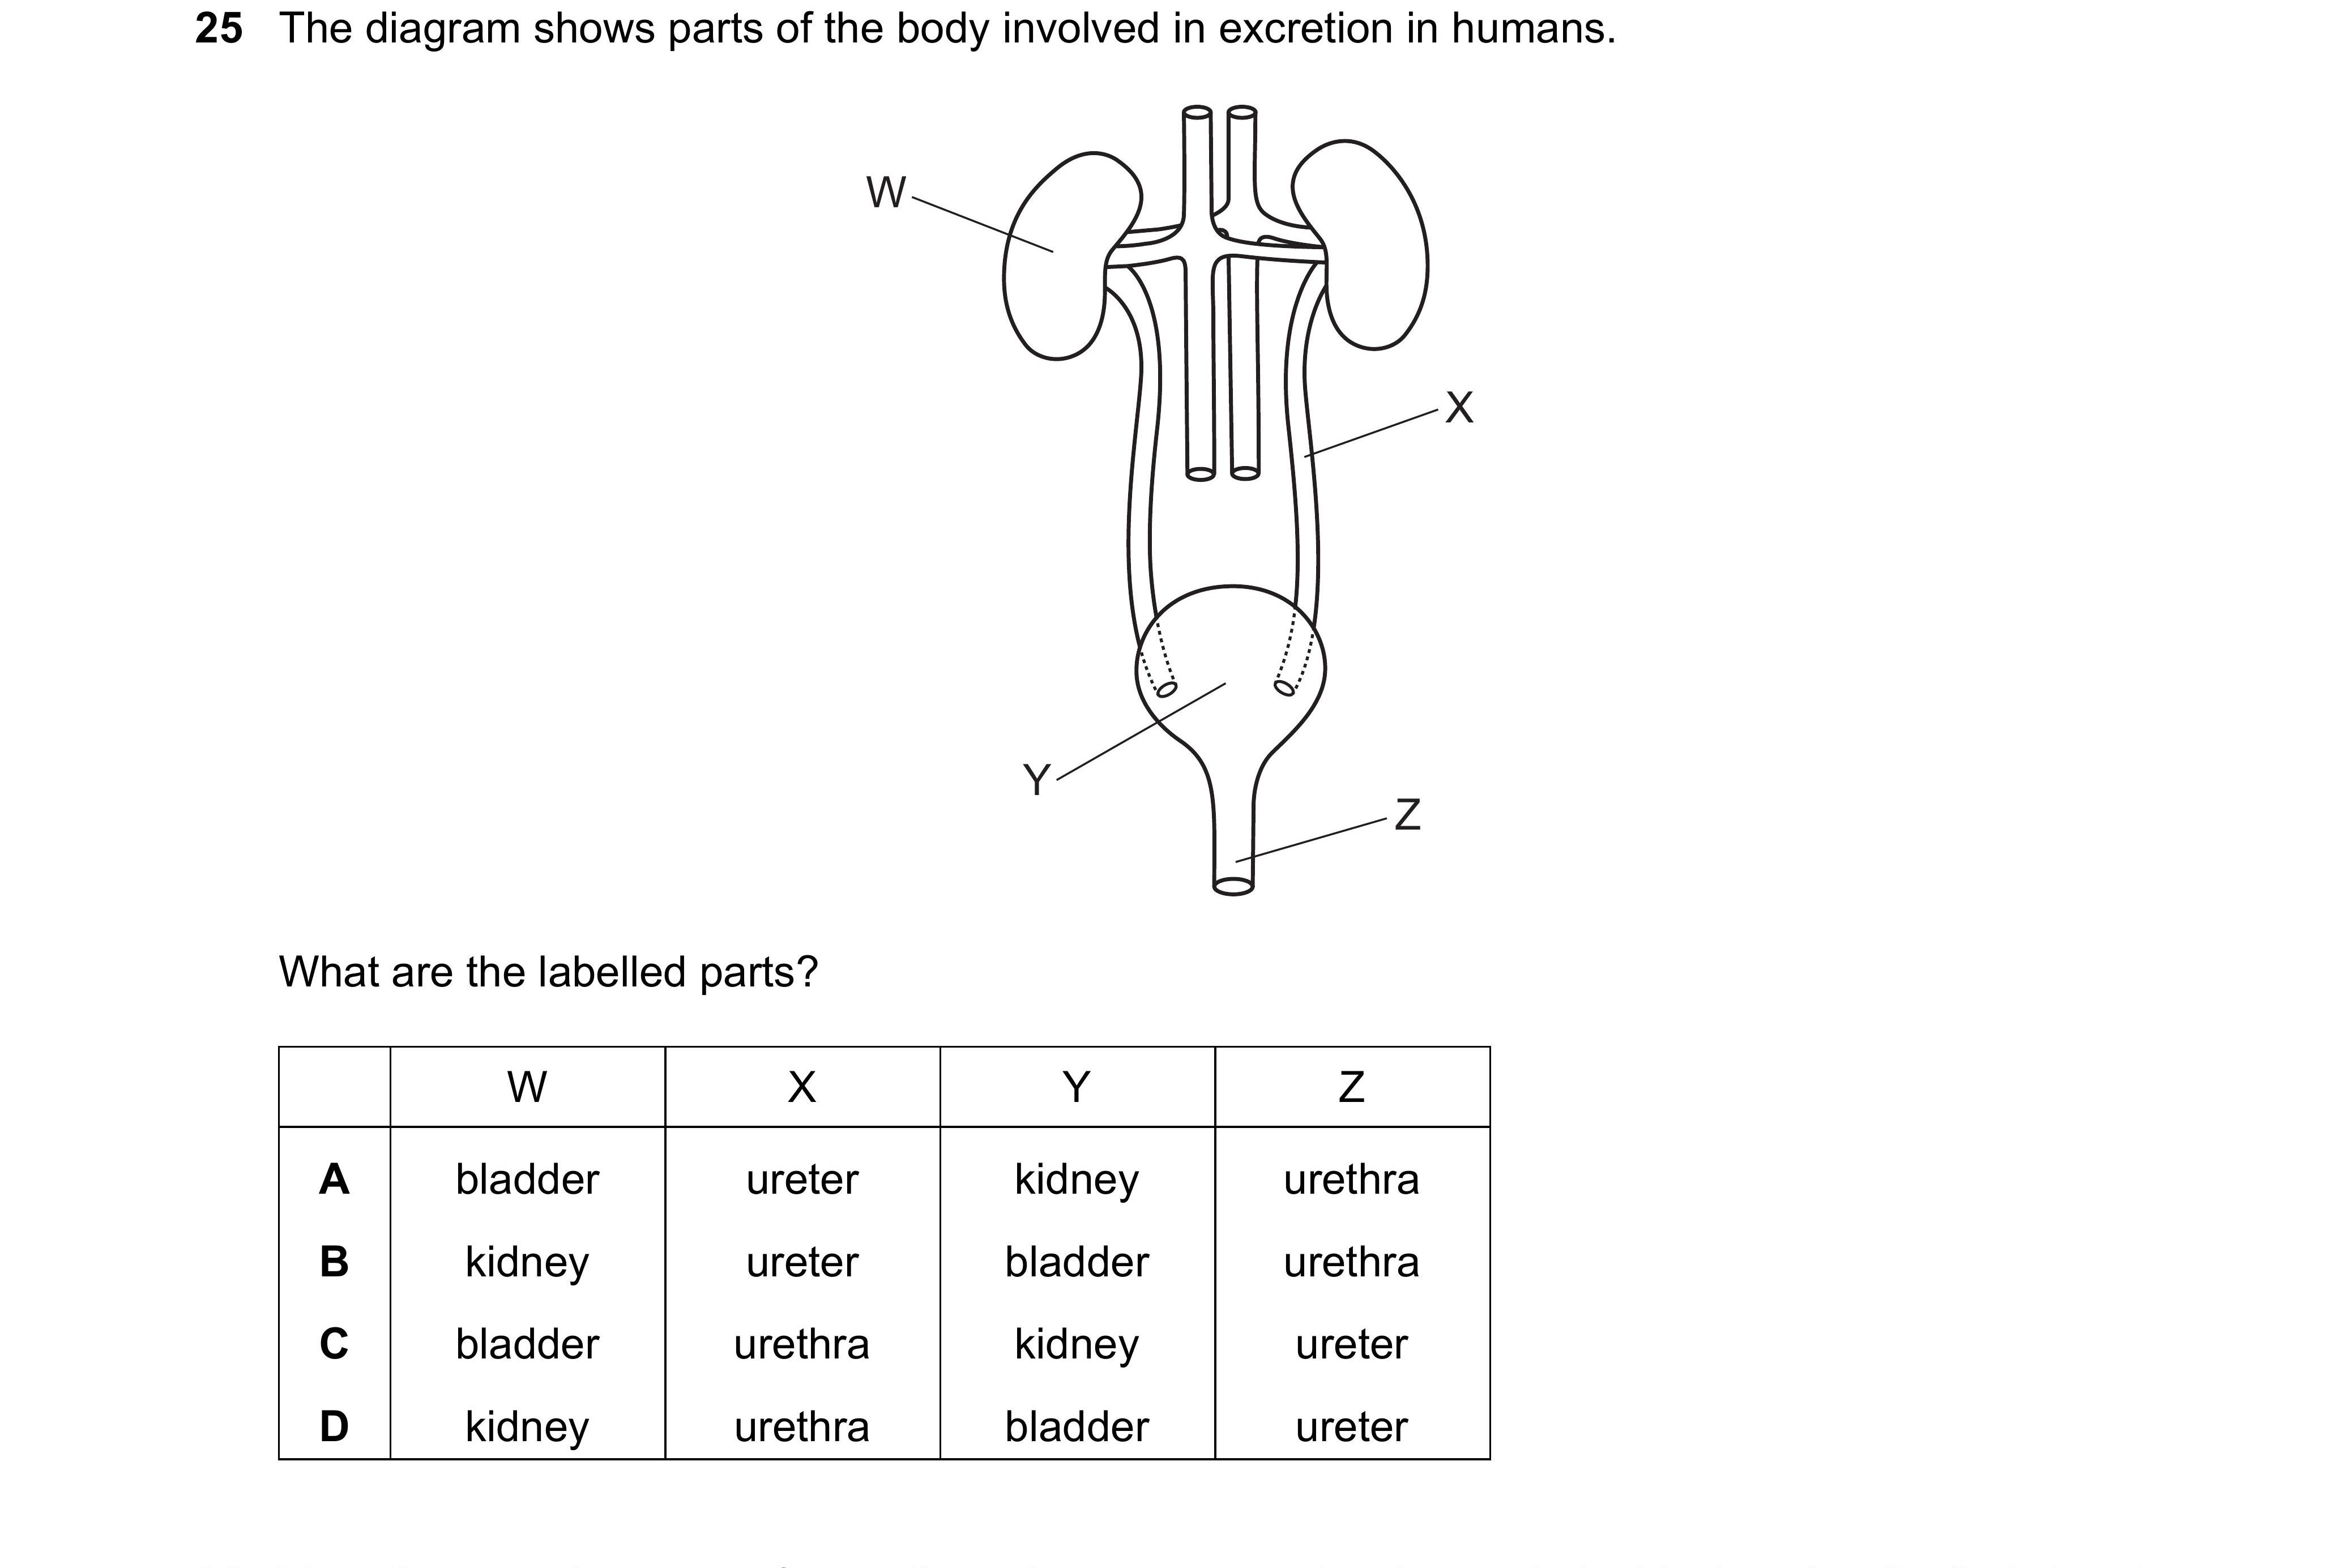 25 The diagram shows parts of the body involved in excretion in humans.
W
X
Y
Z
What are the labelled parts?
W X Y Z
A bladder ureter kidney urethra
B kidney ureter bladder urethra
C bladder urethra kidney ureter
D kidney urethra bladder ureter